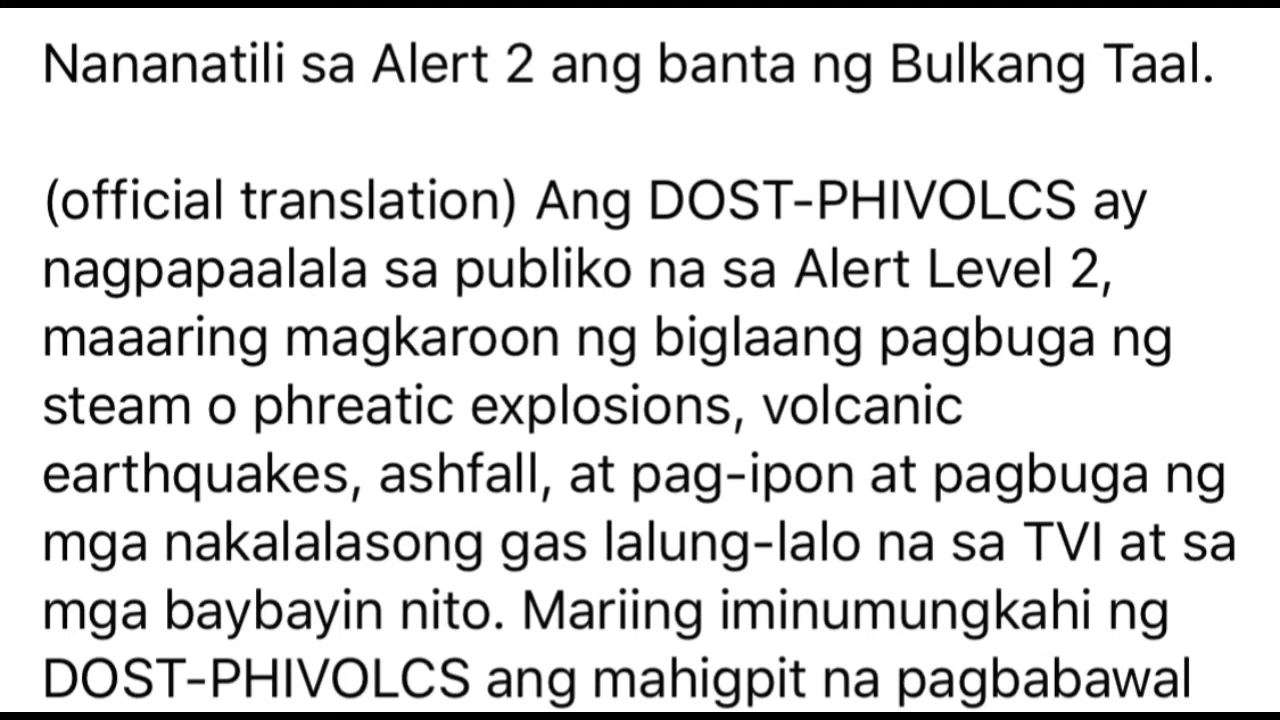 Nananatili sa Alert 2 ang banta ng Bulkang Taal.
(official translation) Ang DOST-PHIVOLCS ay
nagpapaalala sa publiko na sa Alert Level 2,
maaaring magkaroon ng biglaang pagbuga ng
steam o phreatic explosions, volcanic
earthquakes, ashfall, at pag-ipon at pagbuga ng
mga nakalalasong gas lalung-lalo na sa TVI at sa
mga baybayin nito. Mariing iminumungkahi ng
DOST-PHIVOLCS ang mahigpit na pagbabawal